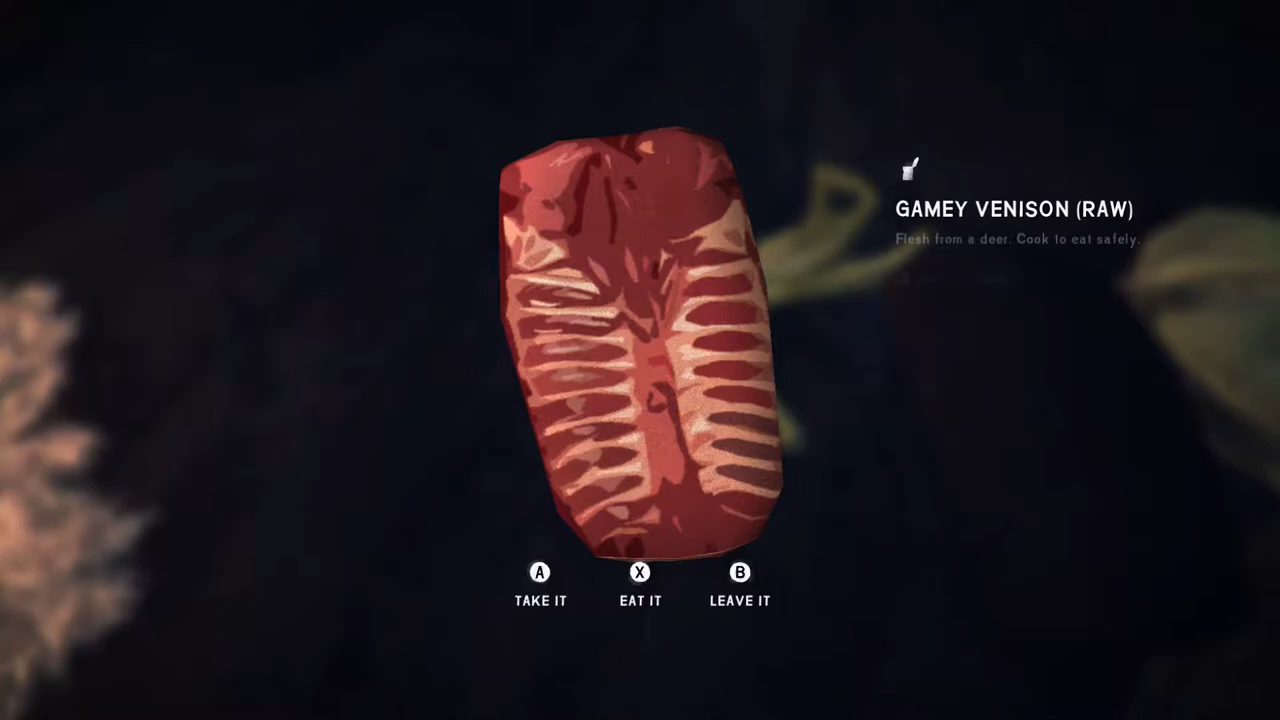 GAMEY VENISON (RAW)
Flesh from a deer. Cook to eat safely.
A X B
TAKE IT EAT IT LEAVE IT